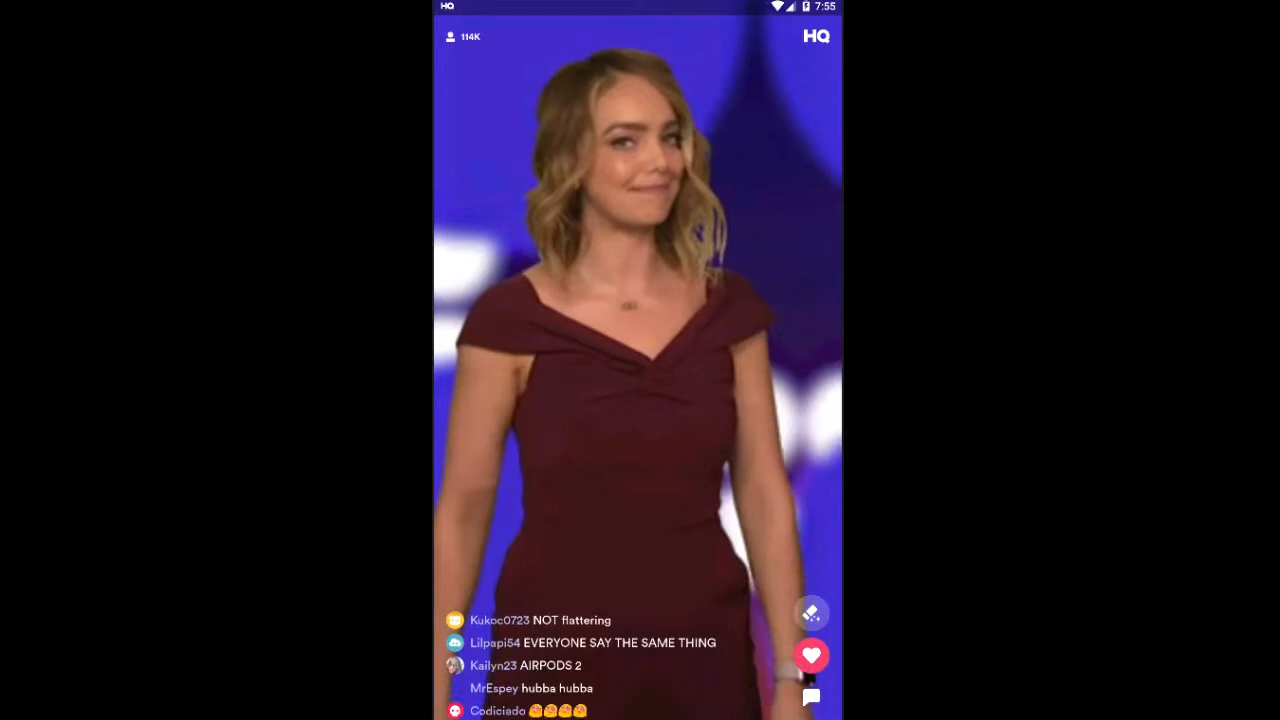 HQ
7:55
114K
HQ
Kukoc0723 NOT flattering
Lilpapi54 EVERYONE SAY THE SAME THING
Kailyn23 AIRPODS 2
MrEspey hubba hubba
Codiciado 🥰🥰🥰🥰